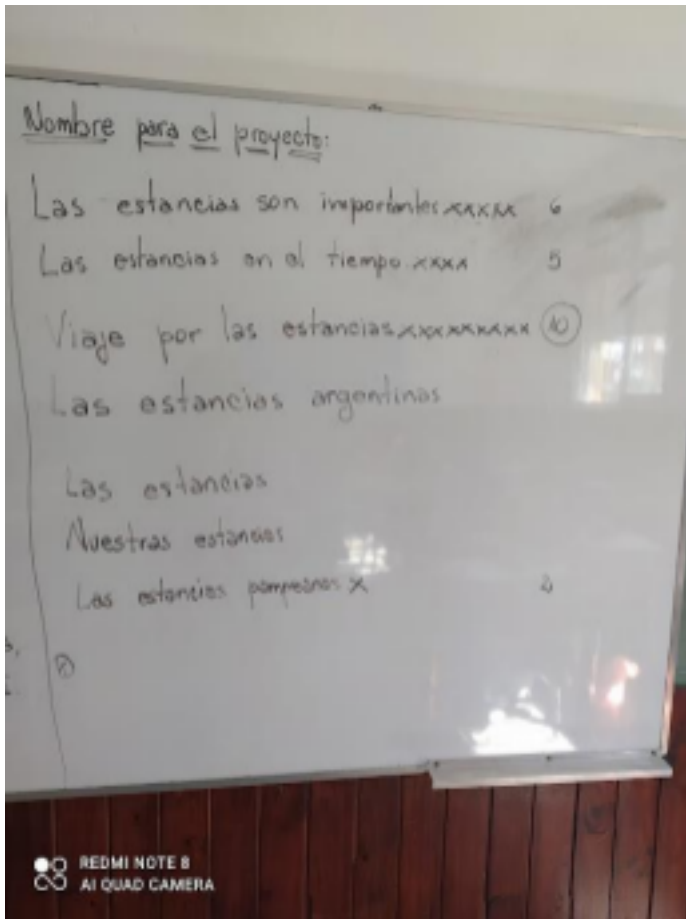 Nombre para el proyecto:
Las estancias son importantes xxxxx 6
Las estancias en el tiempo xxxx 5
Viaje por las estancias xxxxxxxxx 10
Las estancias argentinas
Las estancias
Nuestras estancias
Las estancias pampeanas x 2
REDMI NOTE 8
AI QUAD CAMERA